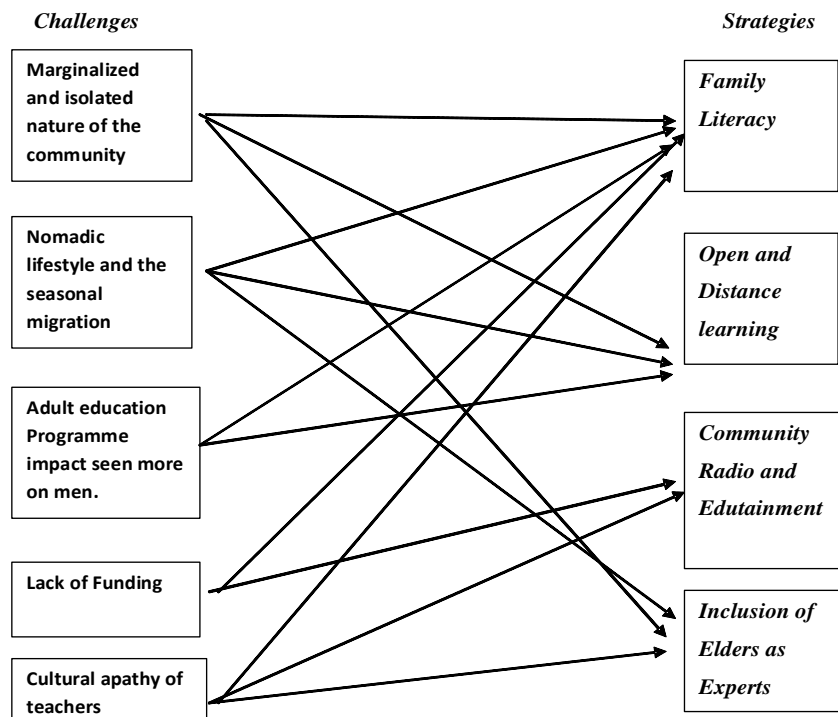 Challenges
Strategies
Marginalized
and isolated
nature of the
community
Nomadic
lifestyle and the
seasonal
migration
Adult education
Programme
impact seen more
on men.
Lack of Funding
Cultural apathy of
teachers
Family
Literacy
Open and
Distance
learning
Community
Radio and
Edutainment
Inclusion of
Elders as
Experts